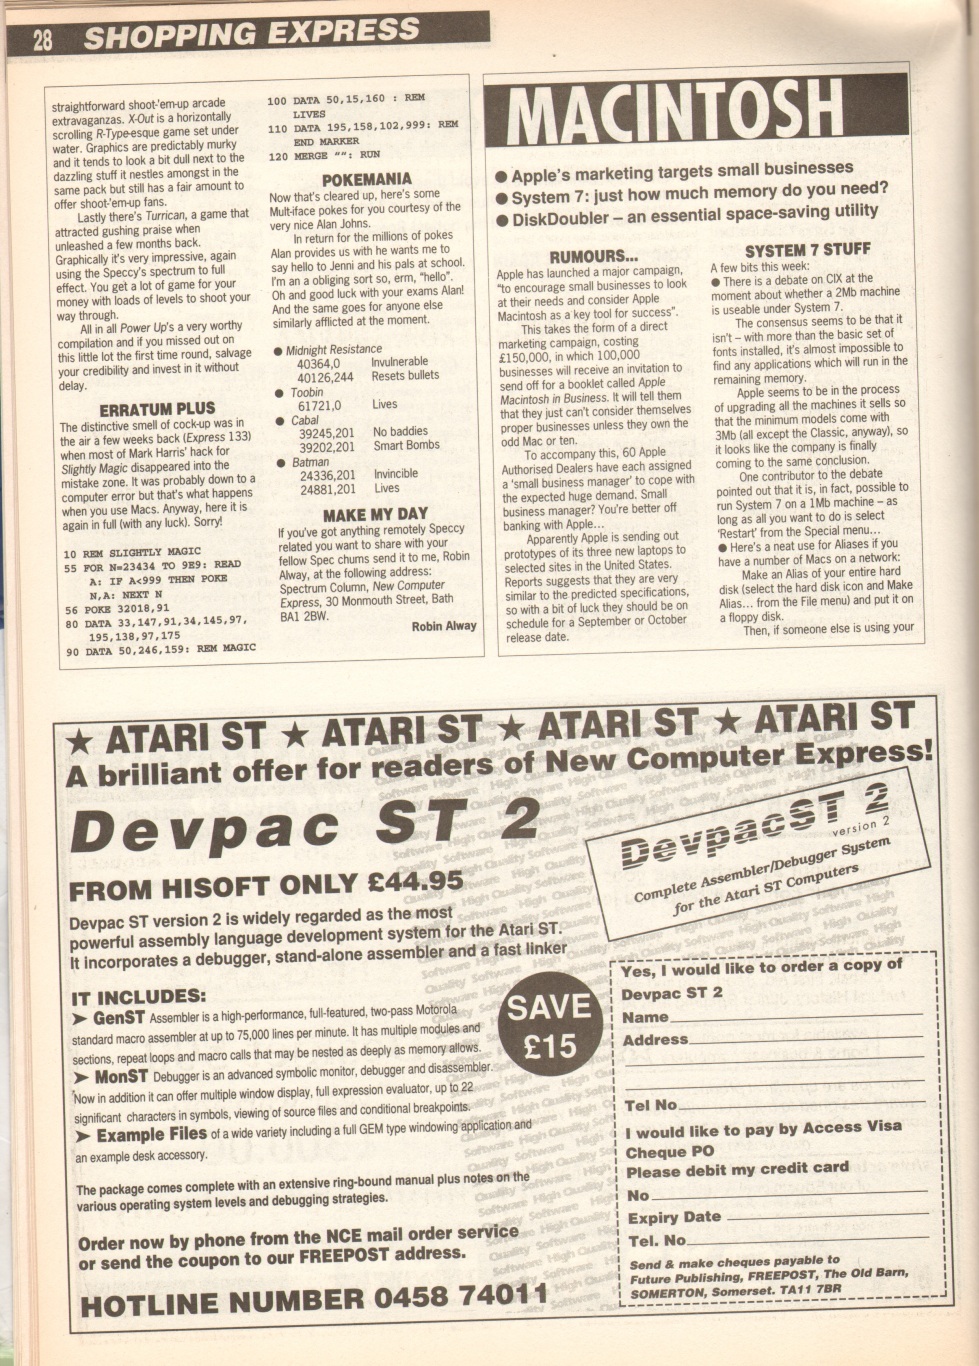 28 SHOPPING EXPRESS
straightforward shoot-'em-up arcade
extravaganzas. X-Out is a horizontally
scrolling R-Type-esque game set under
water. Graphics are predictably murky
and it tends to look a bit dull next to the
dazzling stuff it nestles amongst in the
same pack but still has a fair amount to
offer shoot-'em-up fans.
Lastly there's Turrican, a game that
attracted gushing praise when
unleashed a few months back.
Graphically it's very impressive, again
using the Speccy's spectrum to full
effect. You get a lot of game for your
money with loads of levels to shoot your
way through.
All in all Power Up's a very worthy
compilation and if you missed out on
this little lot the first time round, salvage
your credibility and invest in it without
delay.
ERRATUM PLUS
The distinctive smell of cock-up was in
the air a few weeks back (Express 133)
when most of Mark Harris' hack for
Slightly Magic disappeared into the
mistake zone. It was probably down to a
computer error but that's what happens
when you use Macs. Anyway, here it is
again in full (with any luck). Sorry!
10 REM SLIGHTLY MAGIC
55 FOR N=23434 TO 9E9: READ
A: IF A<999 THEN POKE
N,A: NEXT N
56 POKE 32018,91
80 DATA 33,147,91,34,145,97,
195,138,97,175
90 DATA 50,246,159: REM MAGIC
100 DATA 50,15,160 : REM
LIVES
110 DATA 195,158,102,999: REM
END MARKER
120 MERGE "": RUN
POKEMANIA
Now that's cleared up, here's some
Mult-iface pokes for you courtesy of the
very nice Alan Johns.
In return for the millions of pokes
Alan provides us with he wants me to
say hello to Jenni and his pals at school.
I'm an obliging sort so, erm, "hello".
Oh and good luck with your exams Alan!
And the same goes for anyone else
similarly afflicted at the moment.
● Midnight Resistance
40364,0 Invulnerable
40126,244 Resets bullets
● Toobin
61721,0 Lives
● Cabal
39245,201 No baddies
39202,201 Smart Bombs
● Batman
24336,201 Invincible
24881,201 Lives
MAKE MY DAY
If you've got anything remotely Speccy
related you want to share with your
fellow Spec chums send it to me, Robin
Alway, at the following address:
Spectrum Column, New Computer
Express, 30 Monmouth Street, Bath
BA1 2BW.
Robin Alway
MACINTOSH
● Apple's marketing targets small businesses
● System 7: just how much memory do you need?
● DiskDoubler – an essential space-saving utility
RUMOURS...
Apple has launched a major campaign,
"to encourage small businesses to look
at their needs and consider Apple
Macintosh as a key tool for success".
This takes the form of a direct
marketing campaign, costing
£150,000, in which 100,000
businesses will receive an invitation to
send off for a booklet called Apple
Macintosh in Business. It will tell them
that they just can't consider themselves
proper businesses unless they own the
odd Mac or ten.
To accompany this, 60 Apple
Authorised Dealers have each assigned
a 'small business manager' to cope with
the expected huge demand. Small
business manager? You're better off
banking with Apple...
Apparently Apple is sending out
prototypes of its three new laptops to
selected sites in the United States.
Reports suggests that they are very
similar to the predicted specifications,
so with a bit of luck they should be on
schedule for a September or October
release date.
SYSTEM 7 STUFF
A few bits this week:
● There is a debate on CIX at the
moment about whether a 2Mb machine
is useable under System 7.
The consensus seems to be that it
isn't – with more than the basic set of
fonts installed, it's almost impossible to
find any applications which will run in the
remaining memory.
Apple seems to be in the process
of upgrading all the machines it sells so
that the minimum models come with
3Mb (all except the Classic, anyway), so
it looks like the company is finally
coming to the same conclusion.
One contributor to the debate
pointed out that it is, in fact, possible to
run System 7 on a 1Mb machine – as
long as all you want to do is select
'Restart' from the Special menu...
● Here's a neat use for Aliases if you
have a number of Macs on a network:
Make an Alias of your entire hard
disk (select the hard disk icon and Make
Alias... from the File menu) and put it on
a floppy disk.
Then, if someone else is using your
★ ATARI ST ★ ATARI ST ★ ATARI ST ★ ATARI ST
A brilliant offer for readers of New Computer Express!
Devpac ST 2
FROM HISOFT ONLY £44.95
Devpac ST version 2 is widely regarded as the most
powerful assembly language development system for the Atari ST.
It incorporates a debugger, stand-alone assembler and a fast linker
DevpacST 2
version 2
Complete Assembler/Debugger System
for the Atari ST Computers
IT INCLUDES:
➤ GenST Assembler is a high-performance, full-featured, two-pass Motorola
standard macro assembler at up to 75,000 lines per minute. It has multiple modules and
sections, repeat loops and macro calls that may be nested as deeply as memory allows.
➤ MonST Debugger is an advanced symbolic monitor, debugger and disassembler.
Now in addition it can offer multiple window display, full expression evaluator, up to 22
significant characters in symbols, viewing of source files and conditional breakpoints.
➤ Example Files of a wide variety including a full GEM type windowing application and
an example desk accessory.
The package comes complete with an extensive ring-bound manual plus notes on the
various operating system levels and debugging strategies.
Order now by phone from the NCE mail order service
or send the coupon to our FREEPOST address.
HOTLINE NUMBER 0458 74011
SAVE
£15
Yes, I would like to order a copy of
Devpac ST 2
Name
Address
Tel No
I would like to pay by Access Visa
Cheque PO
Please debit my credit card
No
Expiry Date
Tel. No
Send & make cheques payable to
Future Publishing, FREEPOST, The Old Barn,
SOMERTON, Somerset. TA11 7BR